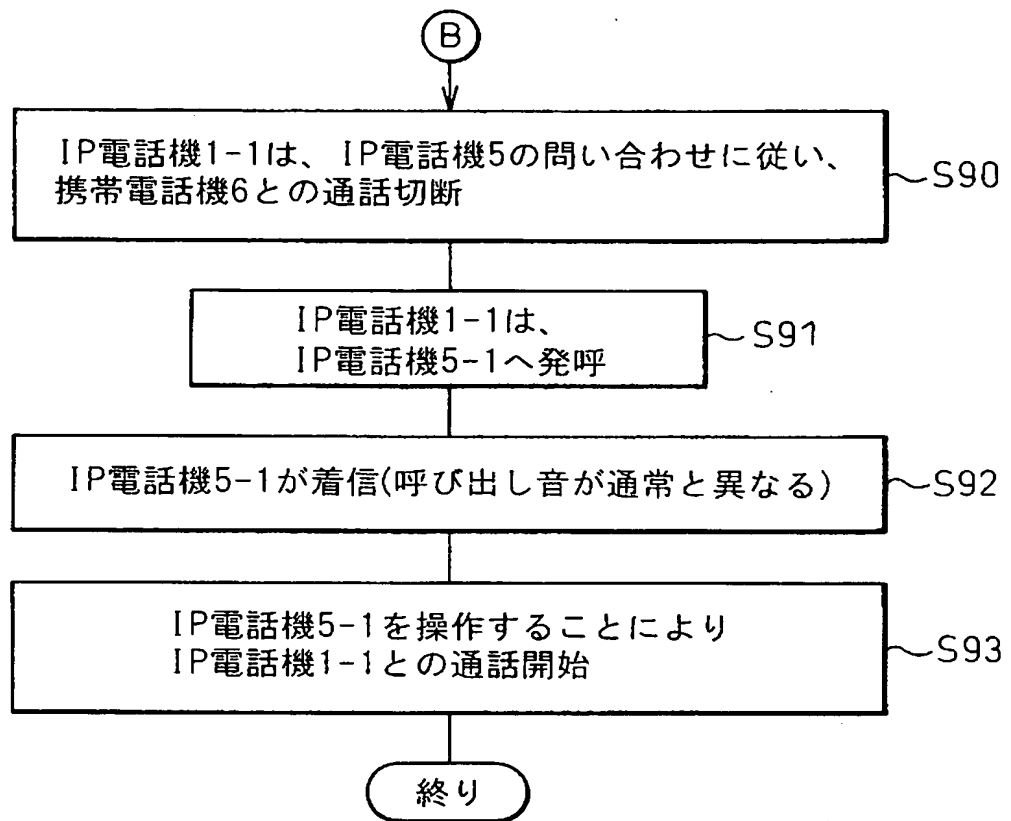 B
IP電話機1-1は、IP電話機5の問い合わせに従い、
携帯電話機6との通話切断
S90
IP電話機1-1は、
IP電話機5-1へ発呼
S91
IP電話機5-1が着信(呼び出し音が通常と異なる)
S92
IP電話機5-1を操作することにより
IP電話機1-1との通話開始
S93
終り